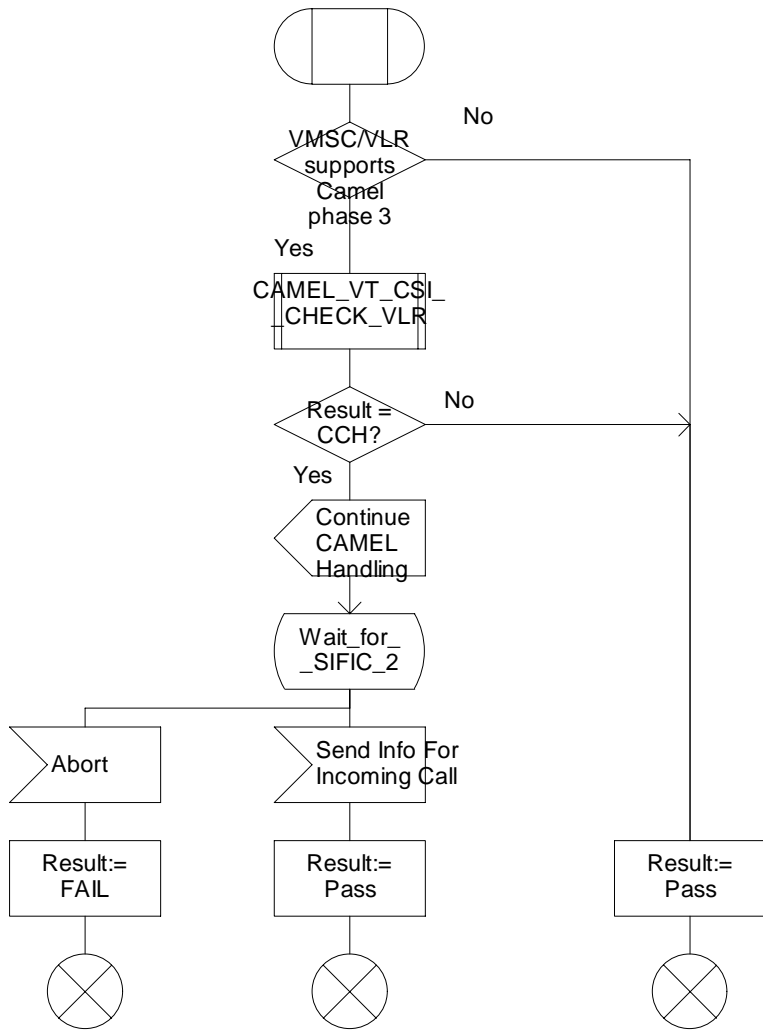 No
VMSC/VLR
supports
Camel
phase 3
Yes
CAMEL_VT_CSI_
_CHECK_VLR
Result =
CCH?
No
Yes
Continue
CAMEL
Handling
Wait_for_
_SIFIC_2
Abort
Send Info For
Incoming Call
Result:=
FAIL
Result:=
Pass
Result:=
Pass